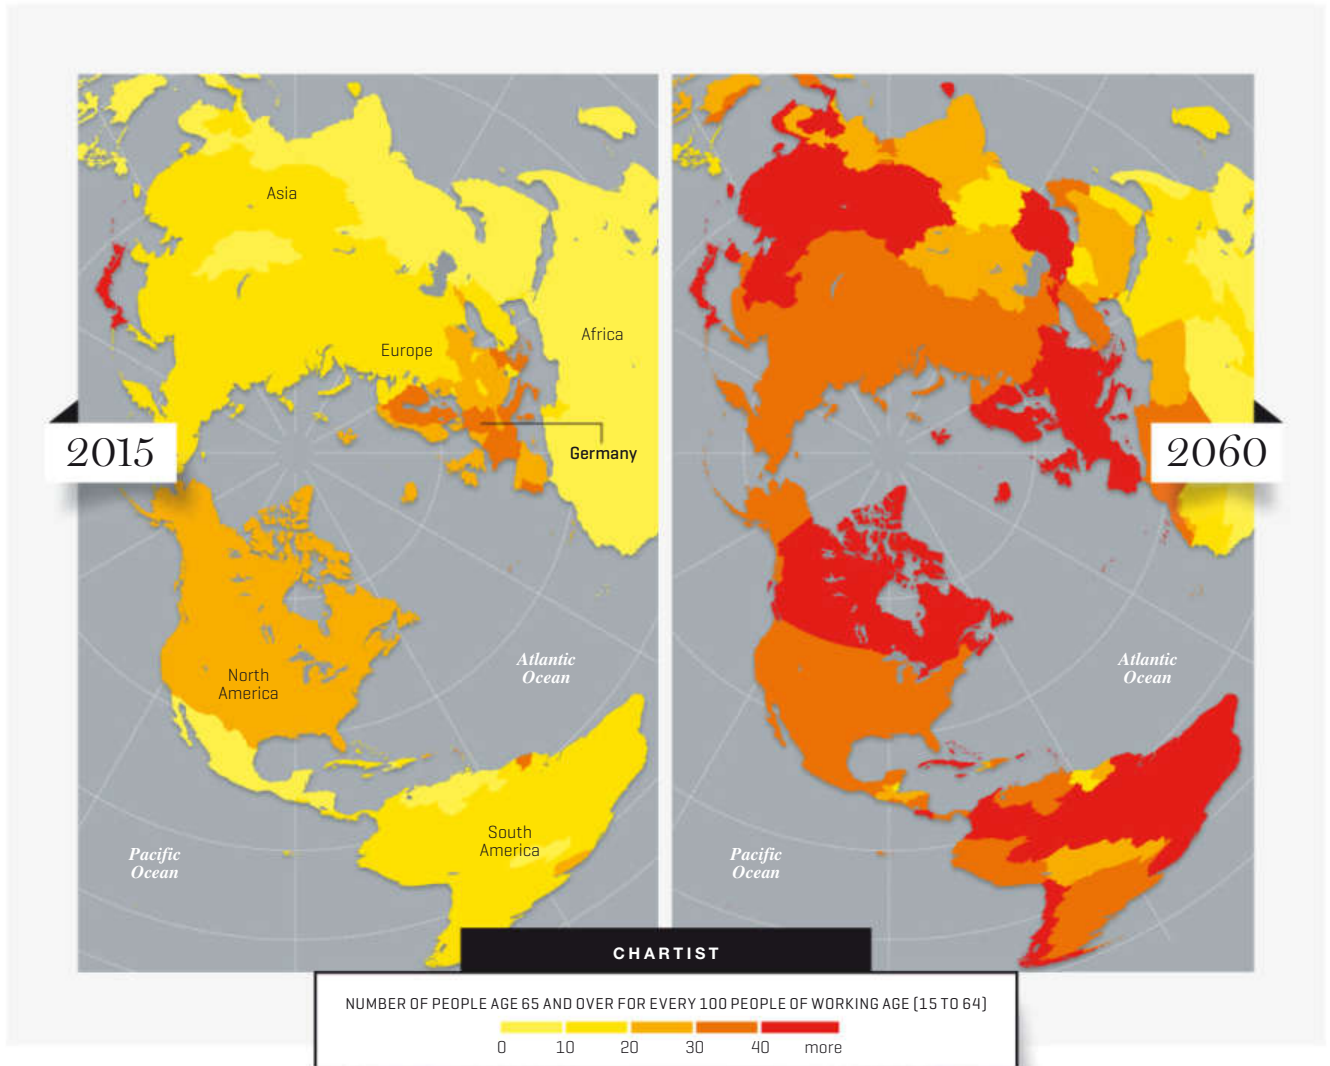 Asia
Europe
Africa
2015
Germany
North
America
Atlantic
Ocean
South
America
Pacific
Ocean
2060
Atlantic
Ocean
Pacific
Ocean
CHARTIST
NUMBER OF PEOPLE AGE 65 AND OVER FOR EVERY 100 PEOPLE OF WORKING AGE (15 TO 64)
0 10 20 30 40 more